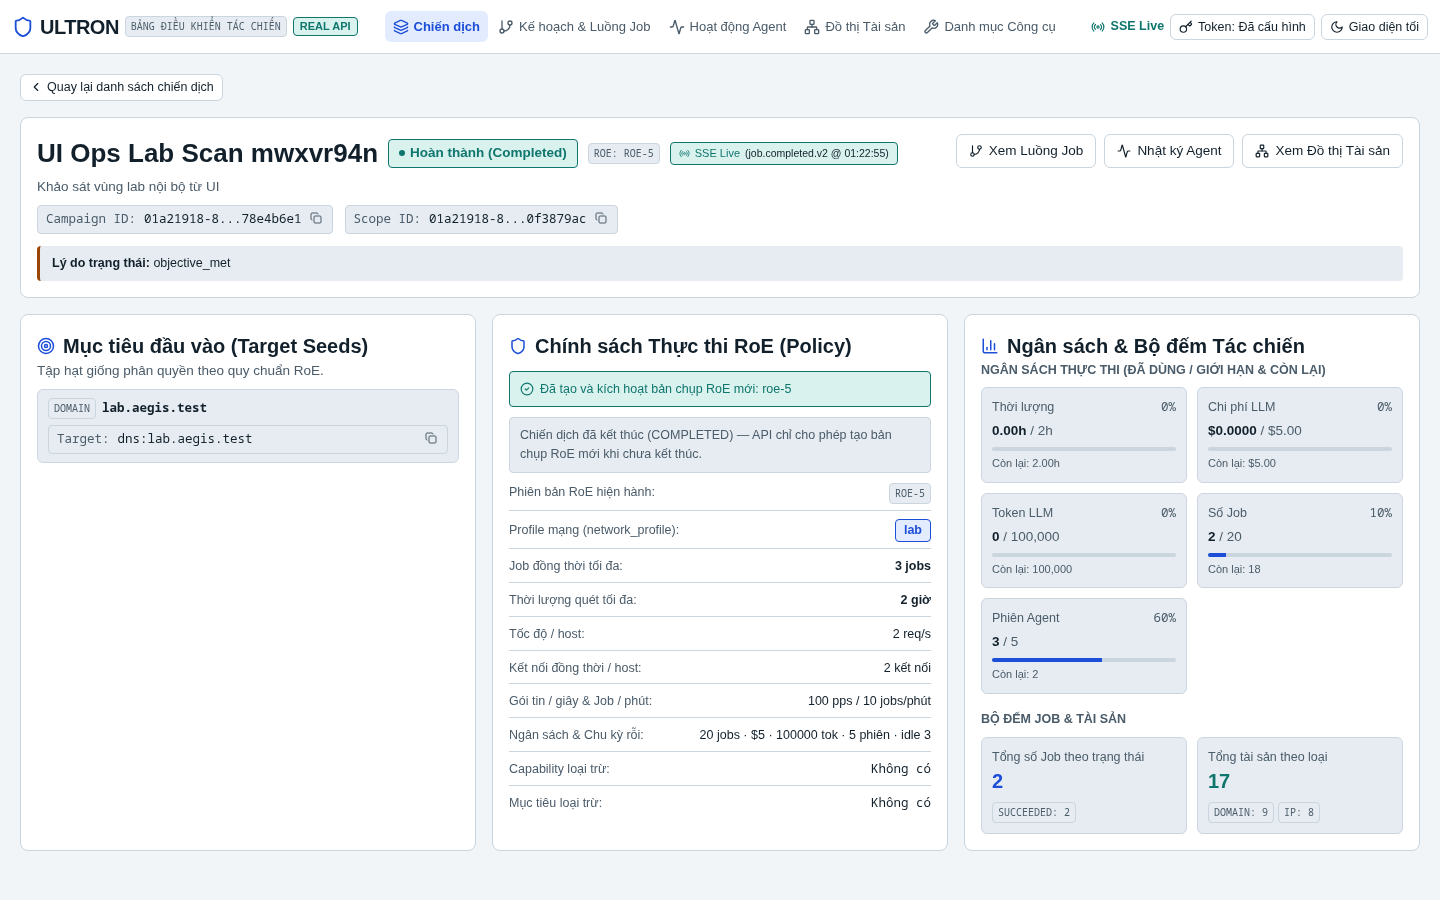 ULTRON BẢNG ĐIỀU KHIỂN TÁC CHIẾN REAL API Chiến dịch Kế hoạch & Luồng Job Hoạt động Agent Đồ thị Tài sản Danh mục Công cụ SSE Live Token: Đã cấu hình Giao diện tối
Quay lại danh sách chiến dịch
UI Ops Lab Scan mwxvr94n Hoàn thành (Completed) ROE: ROE-5 SSE Live (job.completed.v2 @ 01:22:55) Xem Luồng Job Nhật ký Agent Xem Đồ thị Tài sản
Khảo sát vùng lab nội bộ từ UI
Campaign ID: 01a21918-8...78e4b6e1 Scope ID: 01a21918-8...0f3879ac
Lý do trạng thái: objective_met
Mục tiêu đầu vào (Target Seeds)
Tập hạt giống phân quyền theo quy chuẩn RoE.
DOMAIN lab.aegis.test
Target: dns:lab.aegis.test
Chính sách Thực thi RoE (Policy)
Đã tạo và kích hoạt bản chụp RoE mới: roe-5
Chiến dịch đã kết thúc (COMPLETED) — API chỉ cho phép tạo bản
chụp RoE mới khi chưa kết thúc.
Phiên bản RoE hiện hành: ROE-5
Profile mạng (network_profile): lab
Job đồng thời tối đa: 3 jobs
Thời lượng quét tối đa: 2 giờ
Tốc độ / host: 2 req/s
Kết nối đồng thời / host: 2 kết nối
Gói tin / giây & Job / phút: 100 pps / 10 jobs/phút
Ngân sách & Chu kỳ rỗi: 20 jobs · $5 · 100000 tok · 5 phiên · idle 3
Capability loại trừ: Không có
Mục tiêu loại trừ: Không có
Ngân sách & Bộ đếm Tác chiến
NGÂN SÁCH THỰC THI (ĐÃ DÙNG / GIỚI HẠN & CÒN LẠI)
Thời lượng 0%
0.00h / 2h
Còn lại: 2.00h
Chi phí LLM 0%
$0.0000 / $5.00
Còn lại: $5.00
Token LLM 0%
0 / 100,000
Còn lại: 100,000
Số Job 10%
2 / 20
Còn lại: 18
Phiên Agent 60%
3 / 5
Còn lại: 2
BỘ ĐẾM JOB & TÀI SẢN
Tổng số Job theo trạng thái
2
SUCCEEDED: 2
Tổng tài sản theo loại
17
DOMAIN: 9 IP: 8